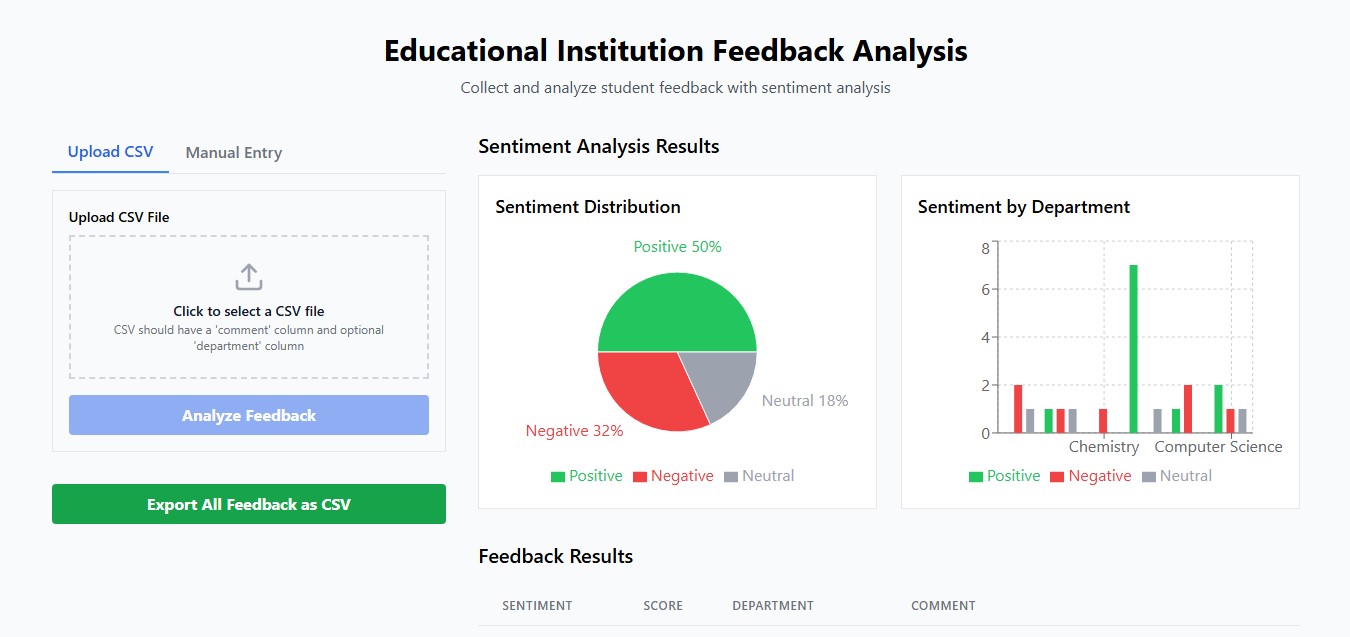 Educational Institution Feedback Analysis
Collect and analyze student feedback with sentiment analysis
Upload CSV
Manual Entry
Upload CSV File
Click to select a CSV file
CSV should have a 'comment' column and optional
'department' column
Analyze Feedback
Export All Feedback as CSV
Sentiment Analysis Results
Sentiment Distribution
Positive 50%
Neutral 18%
Negative 32%
Positive
Negative
Neutral
Sentiment by Department
8
6
4
2
0
Chemistry
Computer Science
Positive
Negative
Neutral
Feedback Results
SENTIMENT
SCORE
DEPARTMENT
COMMENT